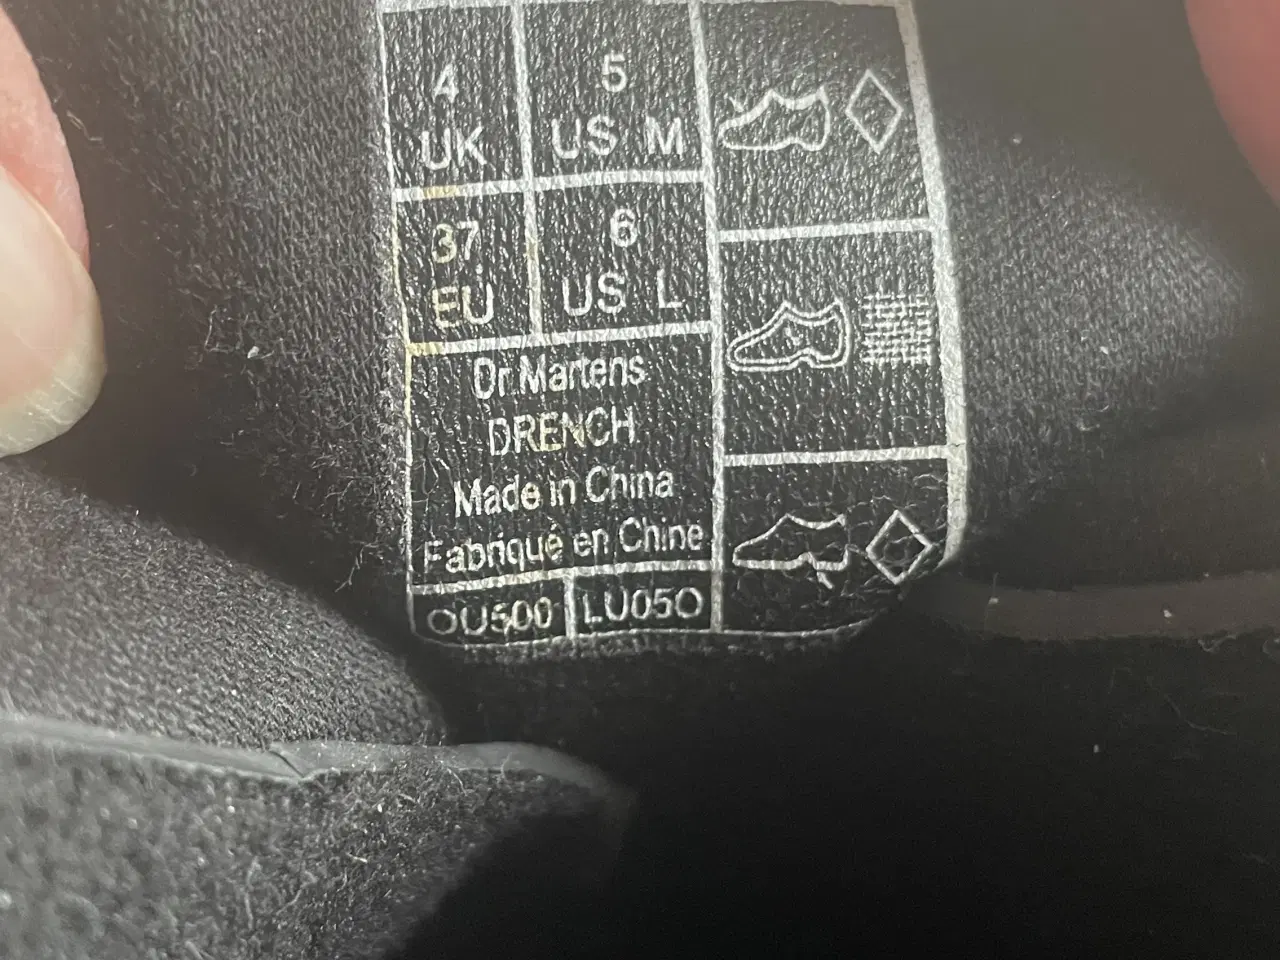 4
UK
5
US M
37
EU
6
US L
Dr.Martens
DRENCH
Made in China
Fabriqué en Chine
OU500
LU050